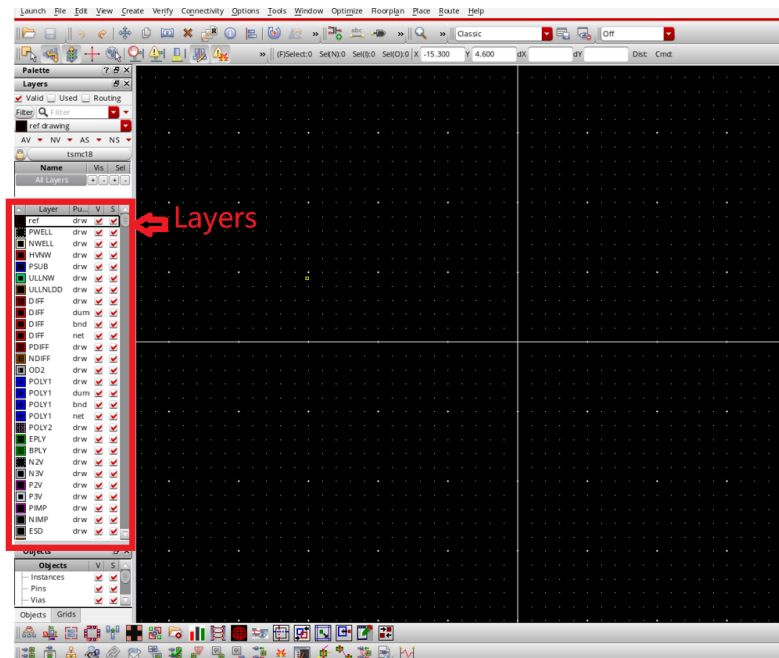 Launch File Edit View Create Verify Connectivity Options Tools Window Optimize Floorplan Place Route Help
» » » Classic Off
» (F)Select:0 Sel(N):0 Sel(I):0 Sel(O):0 X -15.300 Y 4.600 dX dY Dist: Cmd:
Palette
Layers
Valid Used Routing
Filter Filter
ref drawing
AV NV AS NS
tsmc18
Name Vis Sel
All Layers + - + -
Layer Pu... V S
ref drw
Layers
PWELL drw
NWELL drw
HVNW drw
PSUB drw
ULLNW drw
ULLNLDD drw
DIFF drw
DIFF dum
DIFF bnd
DIFF net
PDIFF drw
NDIFF drw
OD2 drw
POLY1 drw
POLY1 dum
POLY1 bnd
POLY1 net
POLY2 drw
EPLY drw
BPLY drw
N2V drw
N3V drw
P2V drw
P3V drw
PIMP drw
NIMP drw
ESD drw
Objects
Objects V S
Instances
Pins
Vias
Objects Grids